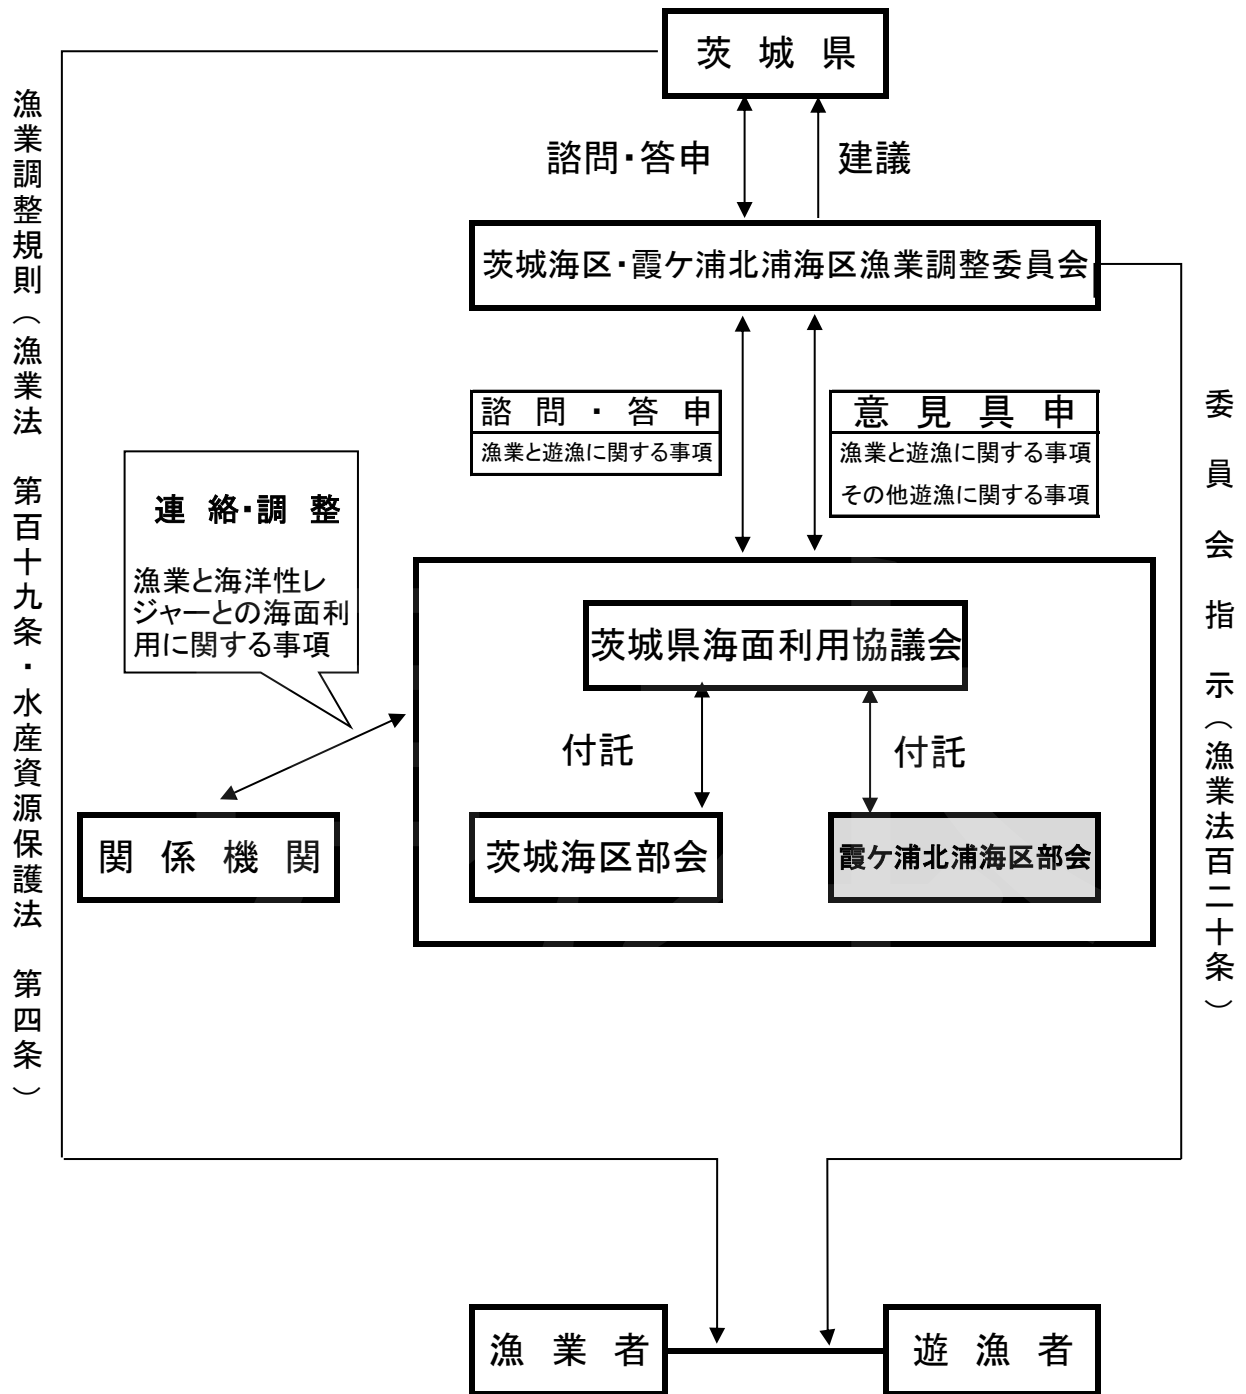 茨城県
諮問・答申
建議
茨城海区・霞ケ浦北浦海区漁業調整委員会
諮問・答申
漁業と遊漁に関する事項
意見具申
漁業と遊漁に関する事項
その他遊漁に関する事項
連絡・調整
漁業と海洋性レ
ジャーとの海面利
用に関する事項
茨城県海面利用協議会
付託
付託
関係機関
茨城海区部会
霞ケ浦北浦海区部会
漁業者
遊漁者
漁業調整規則（漁業法 第百十九条・水産資源保護法 第四条）
委員会指示（漁業法百二十条）